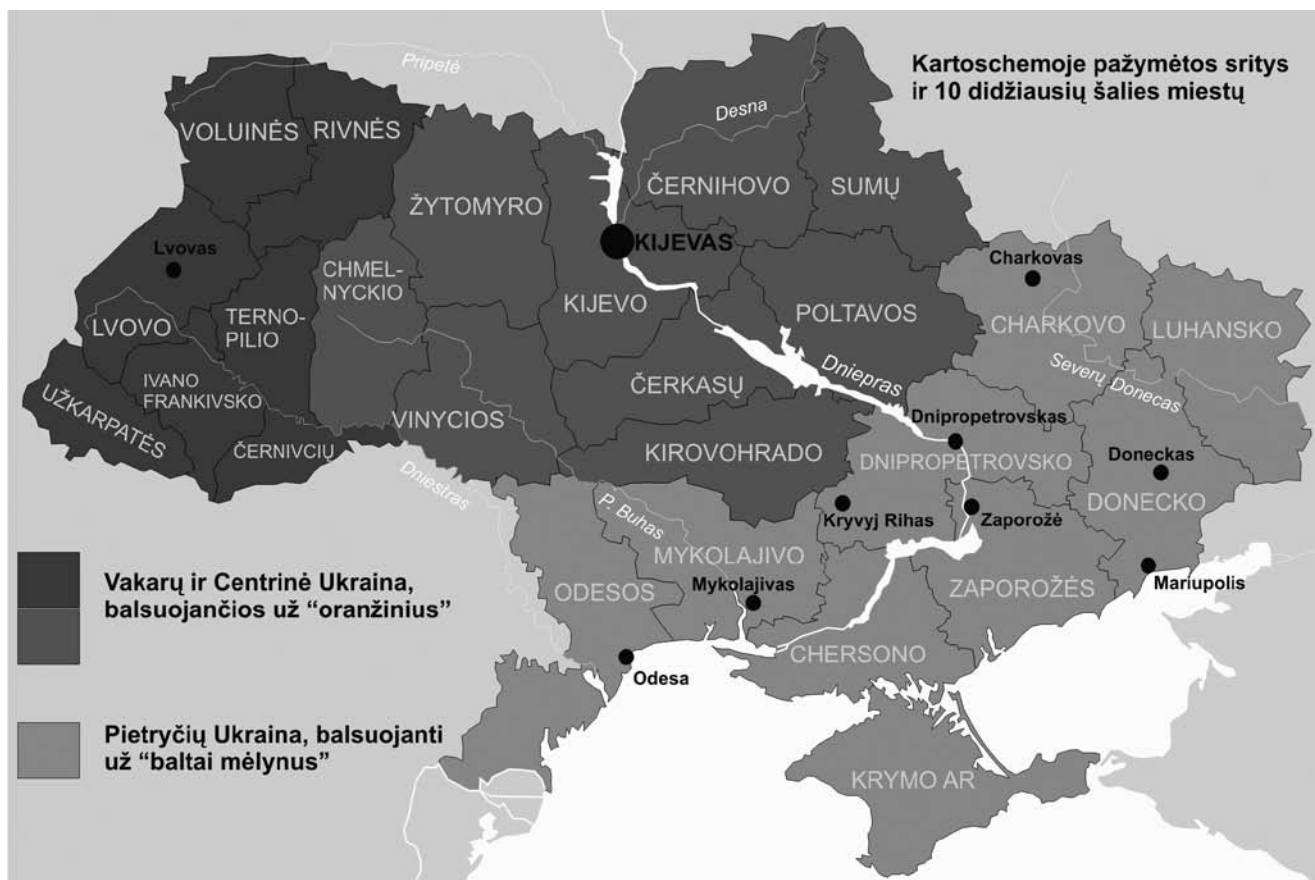 Kartoschemoje pažymėtos sritys
ir 10 didžiausių šalies miestų
Pripetė
Desna
VOLUINĖS
RIVNĖS
ŽYTOMYRO
ČERNIHOVO
SUMŲ
Lvovas
KIJEVAS
Charkovas
CHMEL-
NYCKIO
LVOVO
TERNO-
PILIO
KIJEVO
POLTAVOS
CHARKOVO
LUHANSKO
IVANO
FRANKIVSKO
UŽKARPATĖS
ČERNIVCIŲ
VINYCIOS
ČERKASŲ
Dniepras
Severų Donecas
KIROVOHRADO
Dnipropetrovskas
DNIPROPETROVSKO
Doneckas
DONECKO
Dniestras
P. Buhas
Kryvyj Rihas
Zaporožė
MYKOLAJIVO
Mykolajivas
ODESOS
ZAPOROŽĖS
Mariupolis
CHERSONO
Odesa
KRYMO AR
Vakarų ir Centrinė Ukraina,
balsuojančios už “oranžinius”
Pietryčių Ukraina, balsuojanti
už “baltai mėlynus”